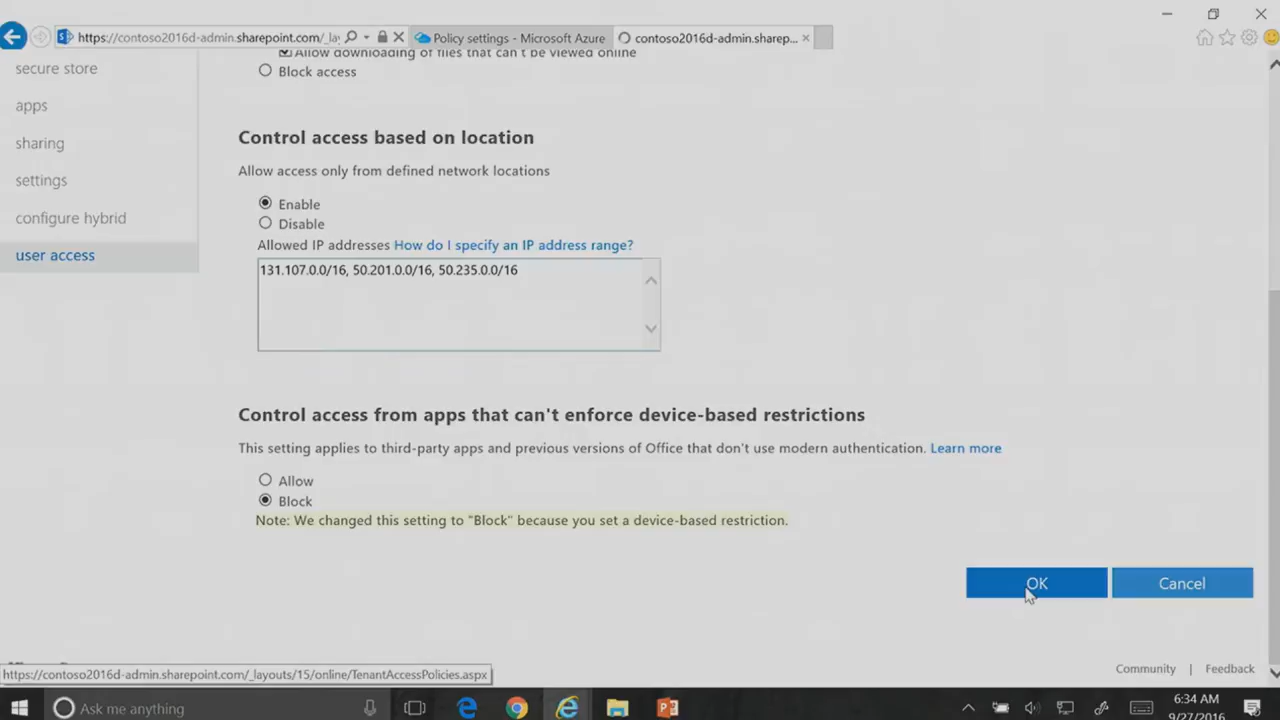 https://contoso2016d-admin.sharepoint.com/_la
Policy settings - Microsoft Azure
contoso2016d-admin.sharep...
secure store
apps
sharing
settings
configure hybrid
user access
Allow downloading of files that can't be viewed online
Block access
Control access based on location
Allow access only from defined network locations
Enable
Disable
Allowed IP addresses How do I specify an IP address range?
131.107.0.0/16, 50.201.0.0/16, 50.235.0.0/16
Control access from apps that can't enforce device-based restrictions
This setting applies to third-party apps and previous versions of Office that don't use modern authentication. Learn more
Allow
Block
Note: We changed this setting to "Block" because you set a device-based restriction.
OK
Cancel
Community | Feedback
https://contoso2016d-admin.sharepoint.com/_layouts/15/online/TenantAccessPolicies.aspx
Ask me anything
6:34 AM
9/27/2016